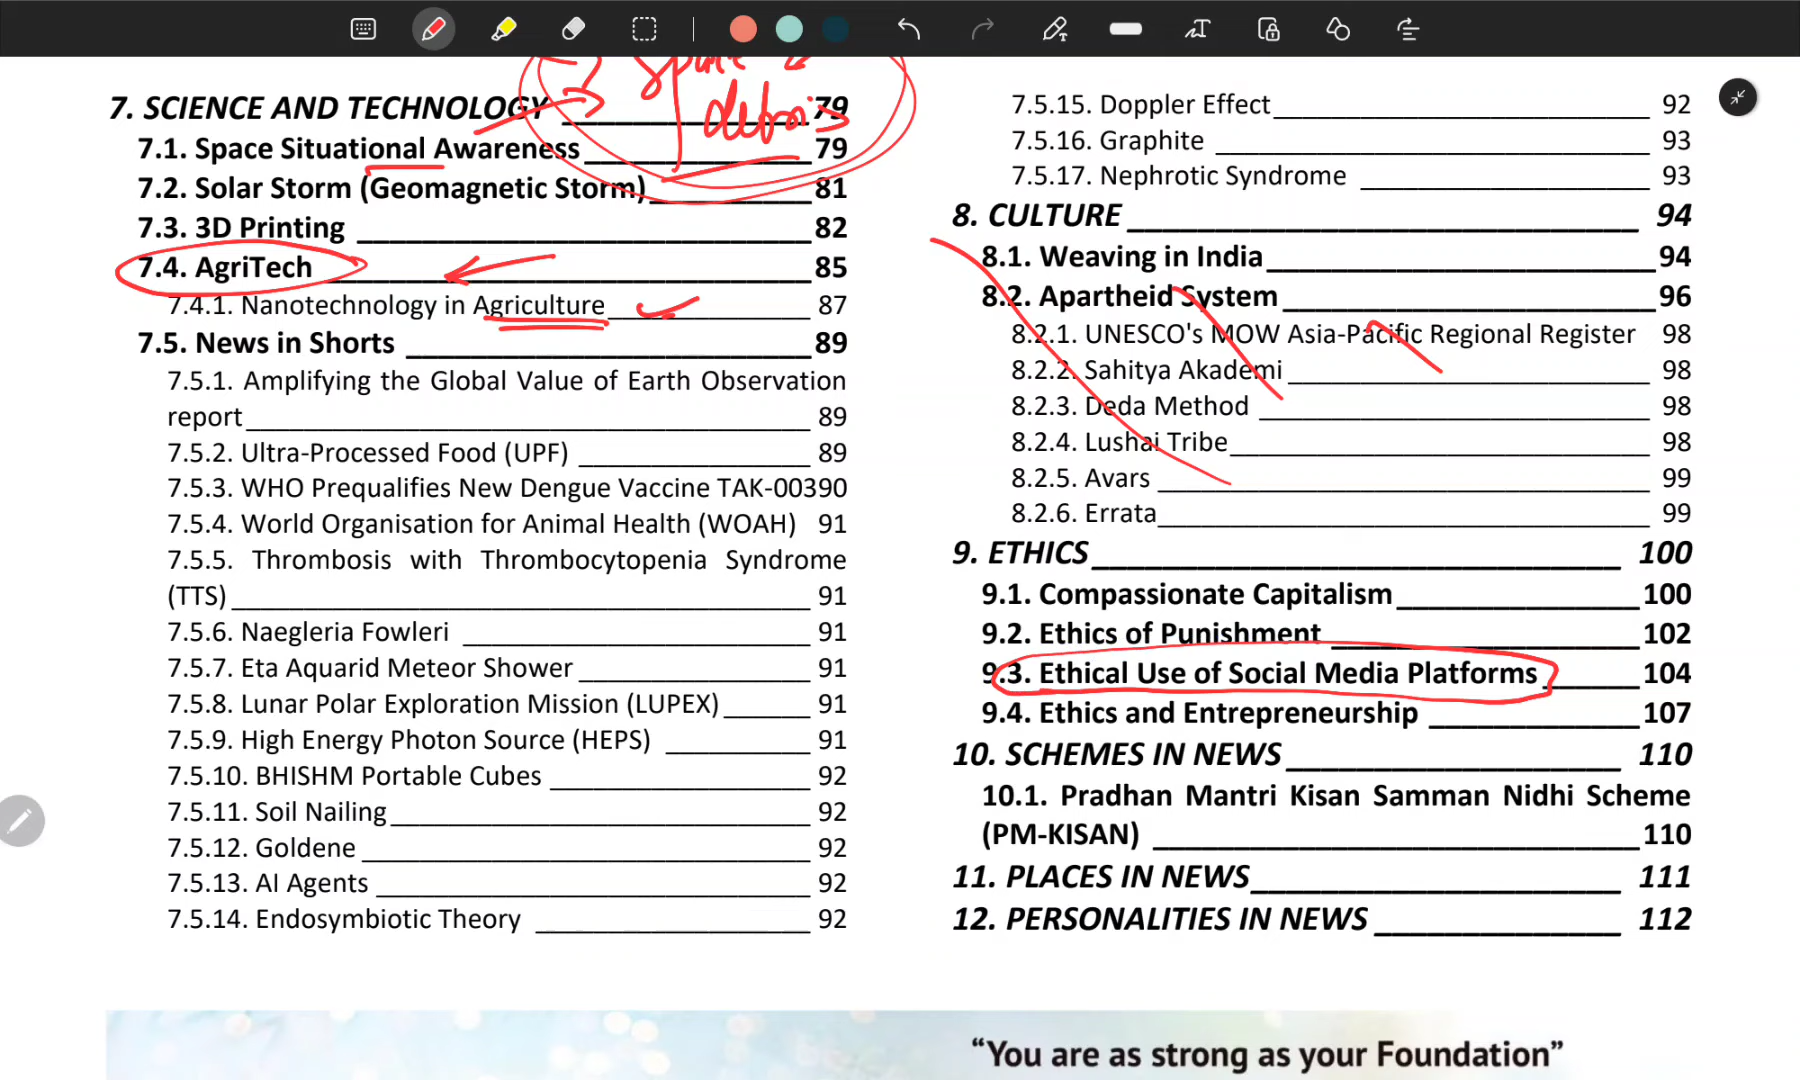 Space
debris
7. SCIENCE AND TECHNOLOGY 79
7.1. Space Situational Awareness 79
7.2. Solar Storm (Geomagnetic Storm) 81
7.3. 3D Printing 82
7.4. AgriTech 85
7.4.1. Nanotechnology in Agriculture 87
7.5. News in Shorts 89
7.5.1. Amplifying the Global Value of Earth Observation
report 89
7.5.2. Ultra-Processed Food (UPF) 89
7.5.3. WHO Prequalifies New Dengue Vaccine TAK-00390
7.5.4. World Organisation for Animal Health (WOAH) 91
7.5.5. Thrombosis with Thrombocytopenia Syndrome
(TTS) 91
7.5.6. Naegleria Fowleri 91
7.5.7. Eta Aquarid Meteor Shower 91
7.5.8. Lunar Polar Exploration Mission (LUPEX) 91
7.5.9. High Energy Photon Source (HEPS) 91
7.5.10. BHISHM Portable Cubes 92
7.5.11. Soil Nailing 92
7.5.12. Goldene 92
7.5.13. AI Agents 92
7.5.14. Endosymbiotic Theory 92
7.5.15. Doppler Effect 92
7.5.16. Graphite 93
7.5.17. Nephrotic Syndrome 93
8. CULTURE 94
8.1. Weaving in India 94
8.2. Apartheid System 96
8.2.1. UNESCO's MOW Asia-Pacific Regional Register 98
8.2.2. Sahitya Akademi 98
8.2.3. Deda Method 98
8.2.4. Lushai Tribe 98
8.2.5. Avars 99
8.2.6. Errata 99
9. ETHICS 100
9.1. Compassionate Capitalism 100
9.2. Ethics of Punishment 102
9.3. Ethical Use of Social Media Platforms 104
9.4. Ethics and Entrepreneurship 107
10. SCHEMES IN NEWS 110
10.1. Pradhan Mantri Kisan Samman Nidhi Scheme
(PM-KISAN) 110
11. PLACES IN NEWS 111
12. PERSONALITIES IN NEWS 112
“You are as strong as your Foundation”